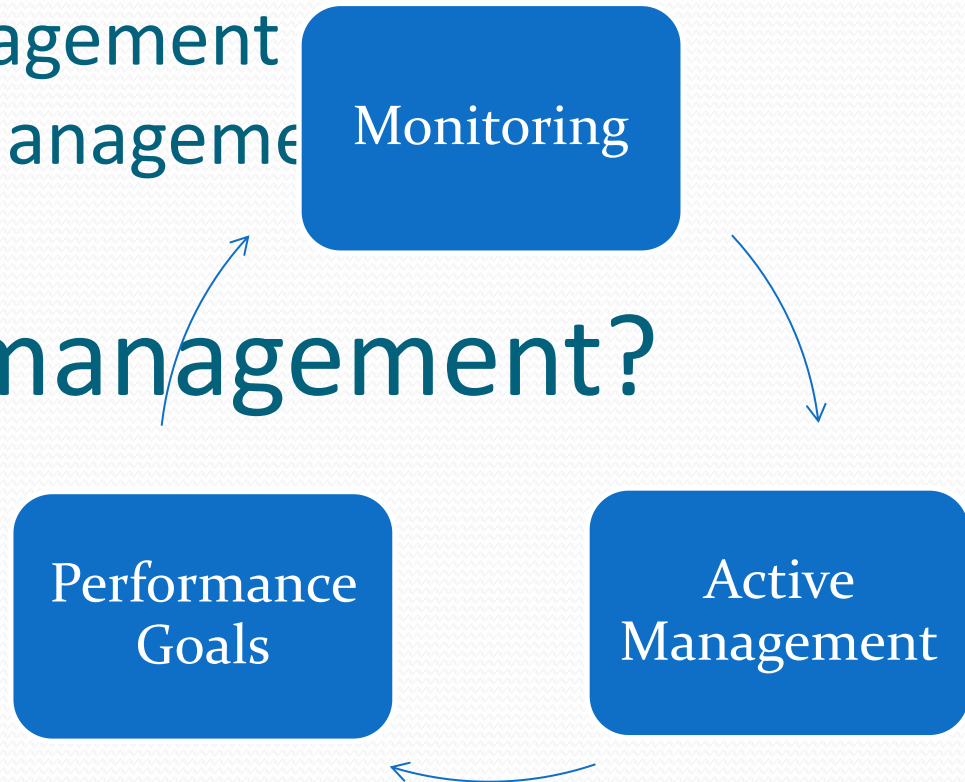 agement
anageme
Monitoring
management?
Performance
Goals
Active
Management